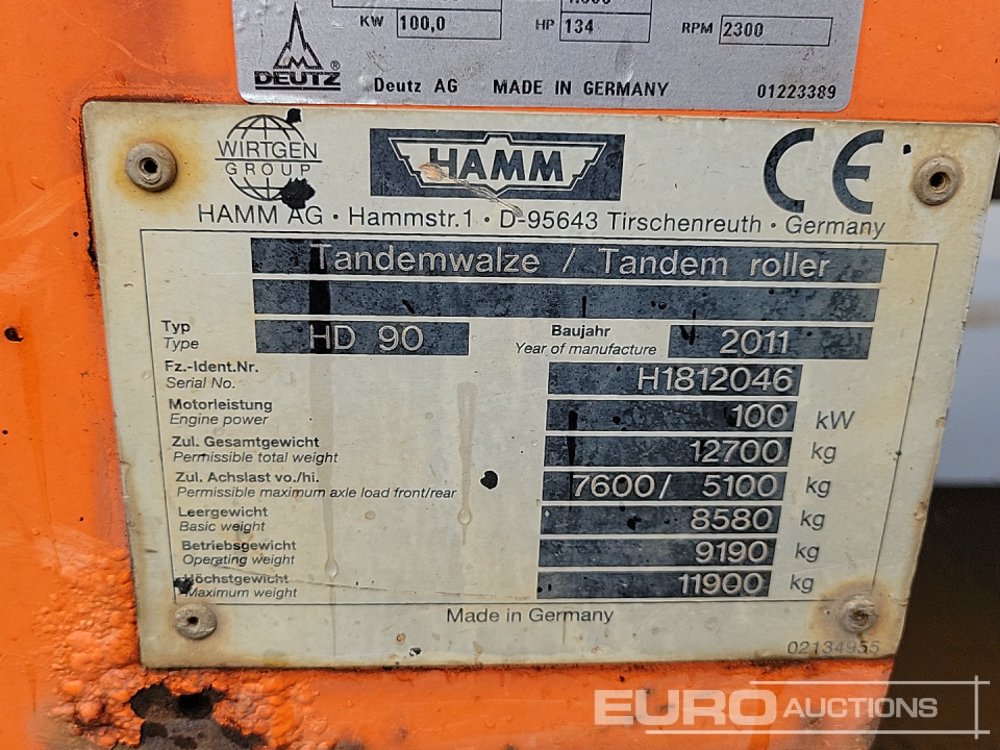 KW 100,0 HP 134 RPM 2300
DEUTZ ®
Deutz AG MADE IN GERMANY 01223389
WIRTGEN
GROUP
HAMM
CE
HAMM AG · Hammstr.1 · D-95643 Tirschenreuth · Germany
Tandemwalze / Tandem roller
Typ
Type
HD 90
Baujahr
Year of manufacture
2011
Fz.-Ident.Nr.
Serial No.
H1812046
Motorleistung
Engine power
100 kW
Zul. Gesamtgewicht
Permissible total weight
12700 kg
Zul. Achslast vo./hi.
Permissible maximum axle load front/rear
7600/ 5100 kg
Leergewicht
Basic weight
8580 kg
Betriebsgewicht
Operating weight
9190 kg
Höchstgewicht
Maximum weight
11900 kg
Made in Germany
02134955
EURO AUCTIONS